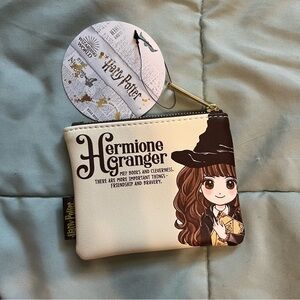 Harry Potter
Hermione
Granger
ME? BOOKS AND CLEVERNESS.
THERE ARE MORE IMPORTANT THINGS-
FRIENDSHIP AND BRAVERY.
Harry Potter